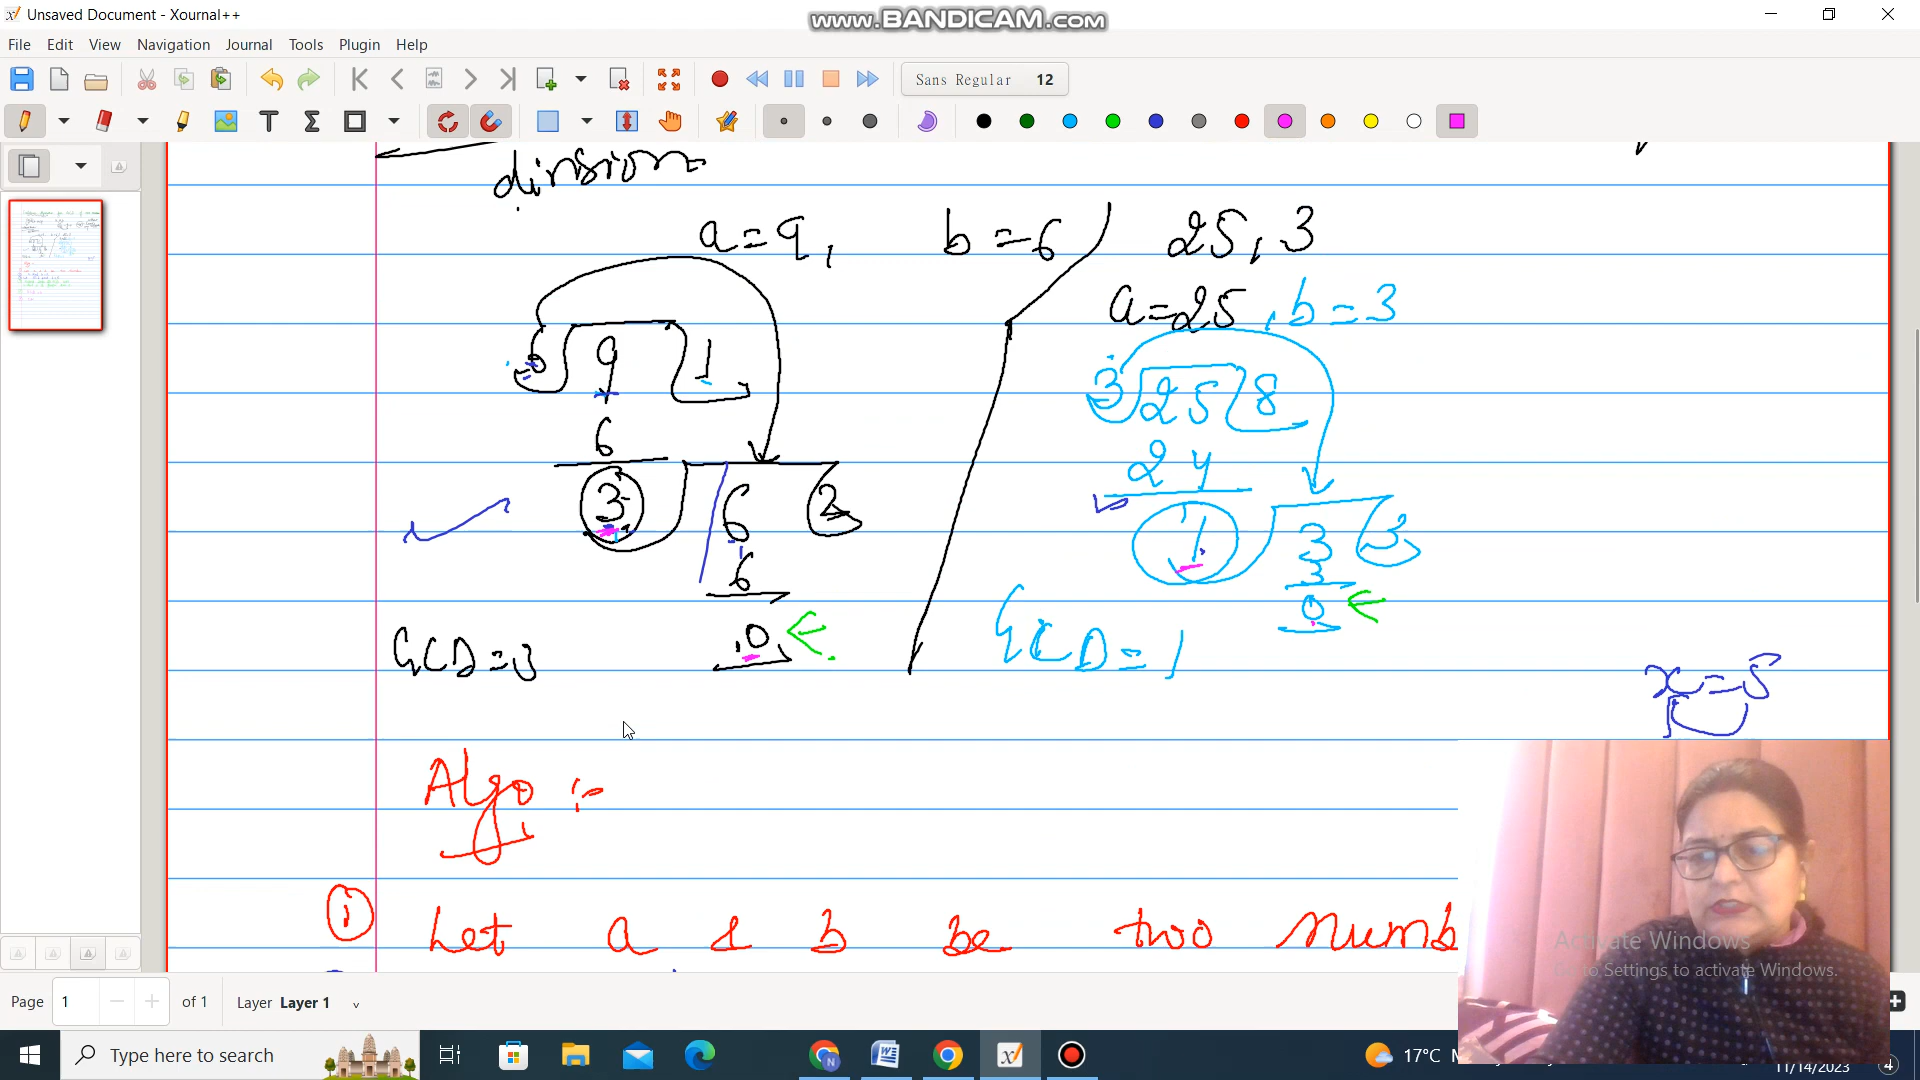 Unsaved Document - Xournal++
www.BANDICAM.com
File Edit View Navigation Journal Tools Plugin Help
Sans Regular 12
division
a=9, b=6 25, 3
a=25, b=3
9 1
3 25 8
6
24
3 6 2
1 3 3
6
3
0
0
GCD=3
GCD=1
x=5
Algo :-
i Let a & b be two numb
Activate Windows
Go to Settings to activate Windows.
Page 1 of 1 Layer Layer 1
Type here to search
17°C
11/14/2023
4